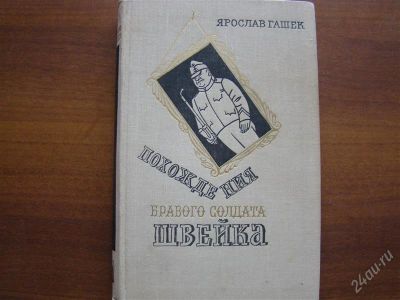 ЯРОСЛАВ ГАШЕК
ПОХОЖДЕНИЯ
БРАВОГО СОЛДАТА
ШВЕЙКА
24au.ru